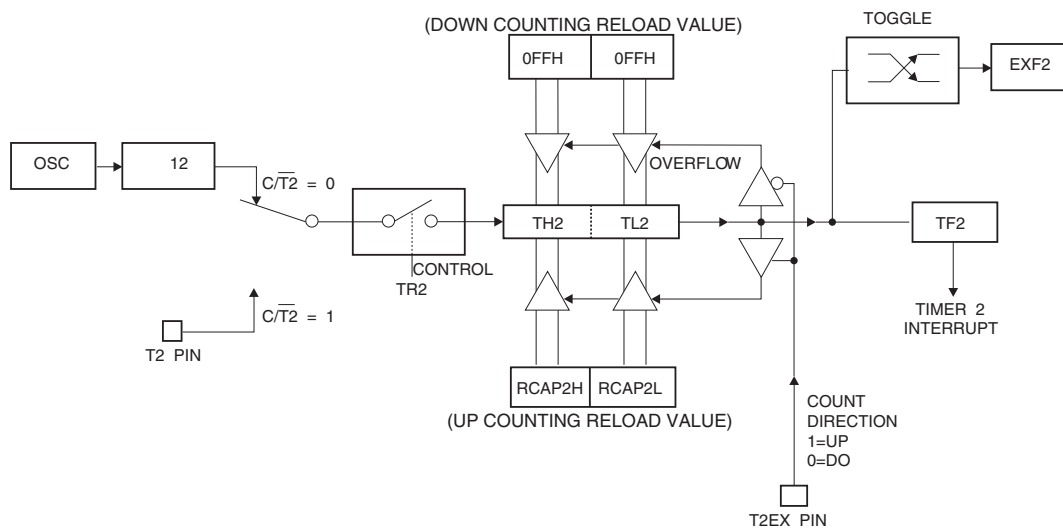 (DOWN COUNTING RELOAD VALUE)
TOGGLE
0FFH 0FFH
EXF2
OSC
12
OVERFLOW
C/T2̅ = 0
TH2 TL2
TF2
CONTROL
TR2
C/T2̅ = 1
T2 PIN
TIMER 2
INTERRUPT
RCAP2H RCAP2L
(UP COUNTING RELOAD VALUE)
COUNT
DIRECTION
1=UP
0=DO
T2EX PIN